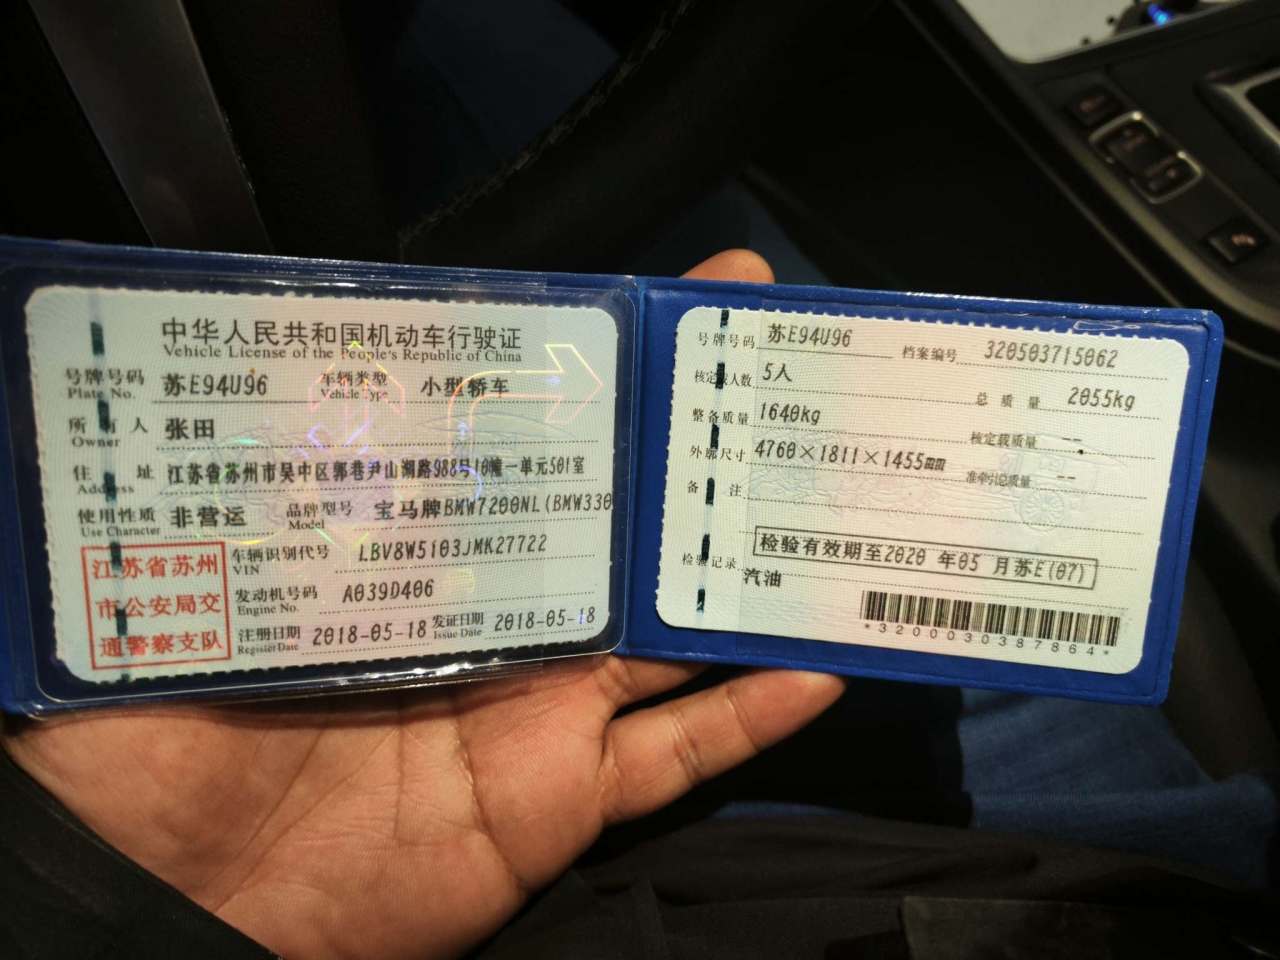 中华人民共和国机动车行驶证
Vehicle License of the People's Republic of China
号牌号码 苏E94U96 车辆类型 小型轿车
Plate No. Vehicle Type
所有人 张田
Owner
住址 江苏省苏州市吴中区郭巷尹山湖路988号10幢一单元501室
Address
使用性质 非营运 品牌型号 宝马牌BMW7200NL(BMW330
Use Character Model
江苏省苏州
市公安局交
通警察支队
车辆识别代号 LBV8W5103JMK27722
VIN
发动机号码 A039D406
Engine No.
注册日期 2018-05-18 发证日期 2018-05-18
Register Date Issue Date
号牌号码 苏E94U96 档案编号 320503715062
核定载人数 5人 总质量 2055kg
整备质量 1640kg 核定载质量 --
外廓尺寸 4760×1811×1455mm 准牵引总质量 --
备注
检验有效期至2020 年05 月苏E(07)
检验记录 汽油
*3200030387864*